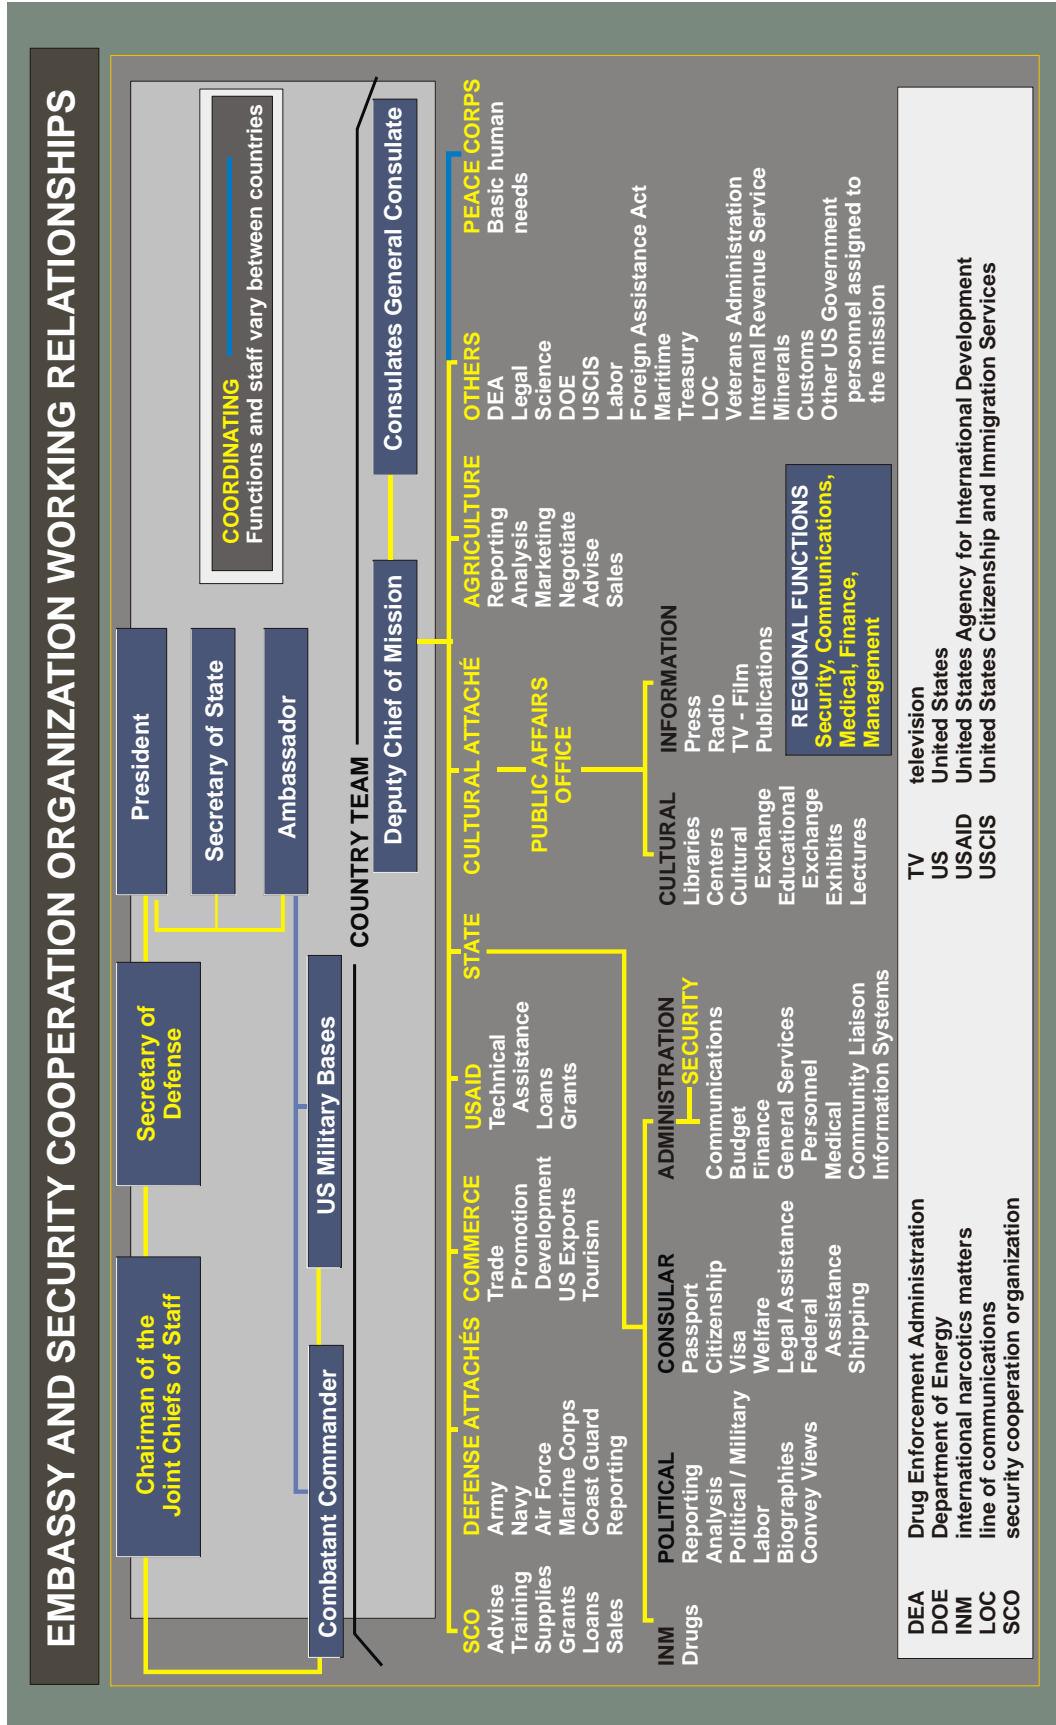 EMBASSY AND SECURITY COOPERATION ORGANIZATION WORKING RELATIONSHIPS
Chairman of the
Joint Chiefs of Staff
Secretary of
Defense
President
Secretary of State
Ambassador
COORDINATING
Functions and staff vary between countries
Combatant Commander
US Military Bases
COUNTRY TEAM
Deputy Chief of Mission
Consulates General Consulate
SCO
Advise
Training
Supplies
Grants
Loans
Sales
DEFENSE ATTACHÉS
Army
Navy
Air Force
Marine Corps
Coast Guard
Reporting
COMMERCE
Trade
Promotion
Development
US Exports
Tourism
USAID
Technical
Assistance
Loans
Grants
STATE
CULTURAL ATTACHÉ
PUBLIC AFFAIRS
OFFICE
AGRICULTURE
Reporting
Analysis
Marketing
Negotiate
Advise
Sales
OTHERS
DEA
Legal
Science
DOE
USCIS
Labor
Foreign Assistance Act
Maritime
Treasury
LOC
Veterans Administration
Internal Revenue Service
Minerals
Customs
Other US Government
personnel assigned to
the mission
PEACE CORPS
Basic human
needs
INM
Drugs
POLITICAL
Reporting
Analysis
Political / Military
Labor
Biographies
Convey Views
CONSULAR
Passport
Citizenship
Visa
Welfare
Legal Assistance
Federal
Assistance
Shipping
ADMINISTRATION
SECURITY
Communications
Budget
Finance
General Services
Personnel
Medical
Community Liaison
Information Systems
CULTURAL
Libraries
Centers
Cultural
Exchange
Educational
Exchange
Exhibits
Lectures
INFORMATION
Press
Radio
TV - Film
Publications
REGIONAL FUNCTIONS
Security, Communications,
Medical, Finance,
Management
DEA Drug Enforcement Administration
DOE Department of Energy
INM international narcotics matters
LOC line of communications
SCO security cooperation organization
TV television
US United States
USAID United States Agency for International Development
USCIS United States Citizenship and Immigration Services